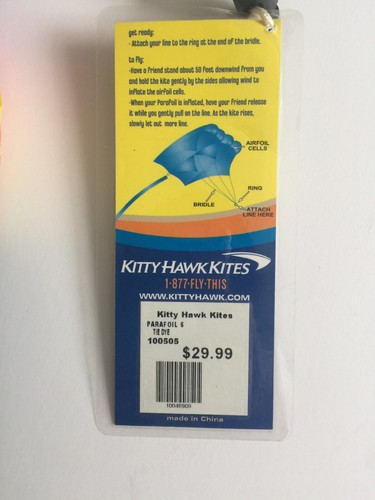 get ready:
- Attach your line to the ring at the end of the bridle.
to fly:
-Have a friend stand about 50 feet downwind from you
and hold the kite gently by the sides allowing wind to
inflate the airfoil cells.
-When your Parafoil is inflated, have your friend release
it while you gently pull on the line. As the kite rises,
slowly let out more line.
AIRFOIL
CELLS
RING
BRIDLE
ATTACH
LINE HERE
KITTY HAWK KITES
1·877·FLY·THIS
WWW.KITTYHAWK.COM
Kitty Hawk Kites
PARAFOIL 6
TIE DYE
100505
$29.99
10046909
made in China